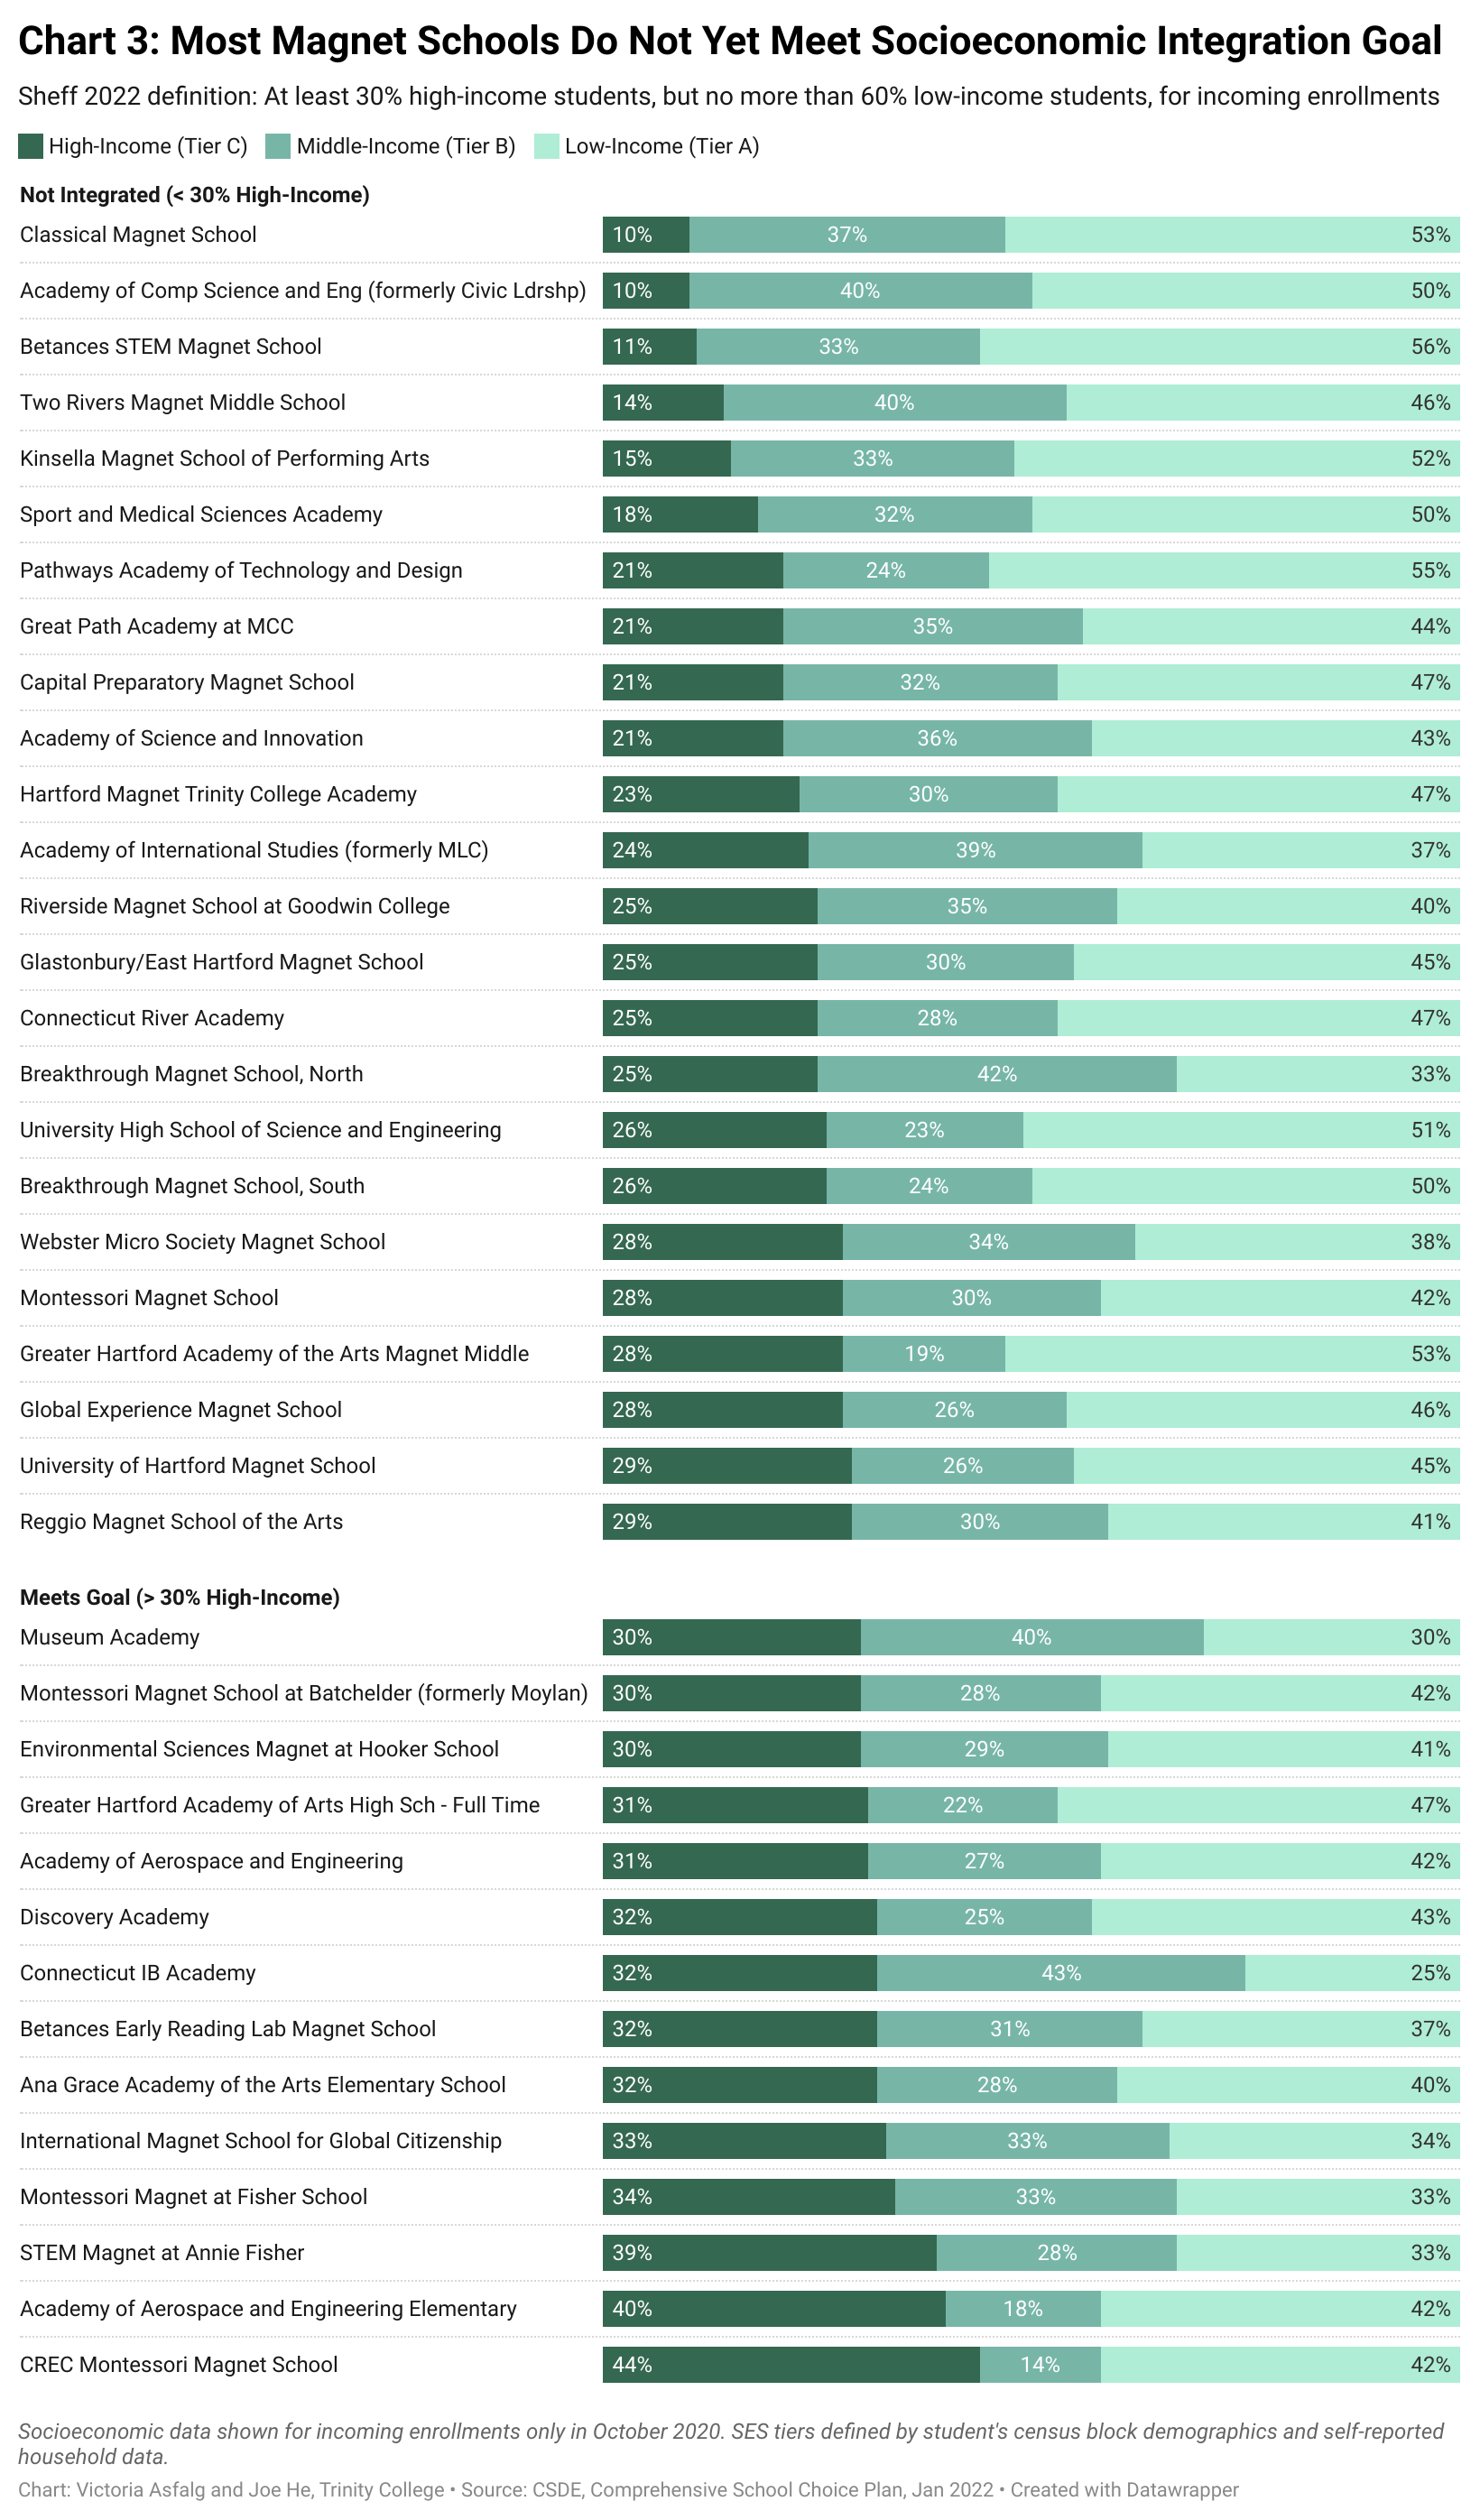 Chart 3: Most Magnet Schools Do Not Yet Meet Socioeconomic Integration Goal
Sheff 2022 definition: At least 30% high-income students, but no more than 60% low-income students, for incoming enrollments
High-Income (Tier C) Middle-Income (Tier B) Low-Income (Tier A)
Not Integrated (< 30% High-Income)
Classical Magnet School 10% 37% 53%
Academy of Comp Science and Eng (formerly Civic Ldrshp) 10% 40% 50%
Betances STEM Magnet School 11% 33% 56%
Two Rivers Magnet Middle School 14% 40% 46%
Kinsella Magnet School of Performing Arts 15% 33% 52%
Sport and Medical Sciences Academy 18% 32% 50%
Pathways Academy of Technology and Design 21% 24% 55%
Great Path Academy at MCC 21% 35% 44%
Capital Preparatory Magnet School 21% 32% 47%
Academy of Science and Innovation 21% 36% 43%
Hartford Magnet Trinity College Academy 23% 30% 47%
Academy of International Studies (formerly MLC) 24% 39% 37%
Riverside Magnet School at Goodwin College 25% 35% 40%
Glastonbury/East Hartford Magnet School 25% 30% 45%
Connecticut River Academy 25% 28% 47%
Breakthrough Magnet School, North 25% 42% 33%
University High School of Science and Engineering 26% 23% 51%
Breakthrough Magnet School, South 26% 24% 50%
Webster Micro Society Magnet School 28% 34% 38%
Montessori Magnet School 28% 30% 42%
Greater Hartford Academy of the Arts Magnet Middle 28% 19% 53%
Global Experience Magnet School 28% 26% 46%
University of Hartford Magnet School 29% 26% 45%
Reggio Magnet School of the Arts 29% 30% 41%
Meets Goal (> 30% High-Income)
Museum Academy 30% 40% 30%
Montessori Magnet School at Batchelder (formerly Moylan) 30% 28% 42%
Environmental Sciences Magnet at Hooker School 30% 29% 41%
Greater Hartford Academy of Arts High Sch - Full Time 31% 22% 47%
Academy of Aerospace and Engineering 31% 27% 42%
Discovery Academy 32% 25% 43%
Connecticut IB Academy 32% 43% 25%
Betances Early Reading Lab Magnet School 32% 31% 37%
Ana Grace Academy of the Arts Elementary School 32% 28% 40%
International Magnet School for Global Citizenship 33% 33% 34%
Montessori Magnet at Fisher School 34% 33% 33%
STEM Magnet at Annie Fisher 39% 28% 33%
Academy of Aerospace and Engineering Elementary 40% 18% 42%
CREC Montessori Magnet School 44% 14% 42%
Socioeconomic data shown for incoming enrollments only in October 2020. SES tiers defined by student's census block demographics and self-reported
household data.
Chart: Victoria Asfalg and Joe He, Trinity College • Source: CSDE, Comprehensive School Choice Plan, Jan 2022 • Created with Datawrapper